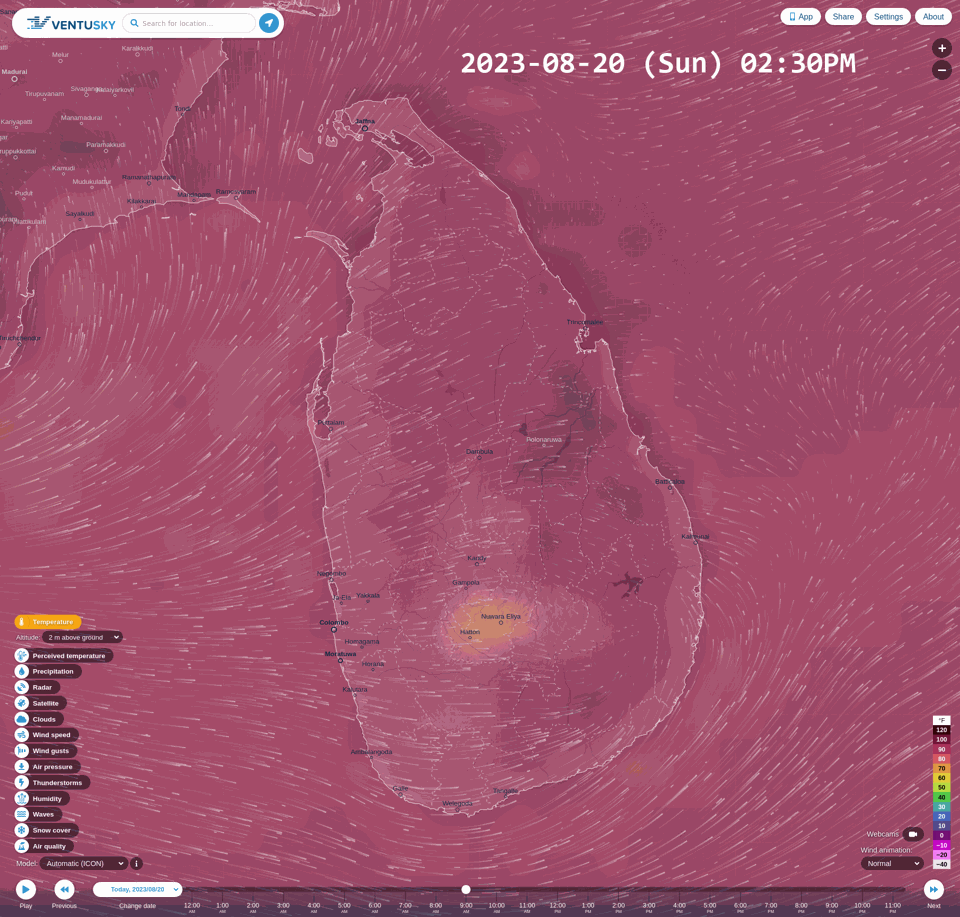 VENTUSKY
Search for location...
App
Share
Settings
About
2023-08-20 (Sun) 02:30PM
+
−
Melur
Karaikkudi
Madurai
Tirupuvanam
Tondi
Jaffna
Kariyapatti
Manamadurai
Paramakkudi
Kamudi
Mudukulattur
Ramanathapuram
Pudur
Kilakkarai
Mandapam
Rameswaram
Sayalkudi
Trincomalee
Puttalam
Polonaruwa
Dambula
Batticaloa
Kalmunai
Kandy
Negombo
Gampola
Ja-Ela
Yakkala
Nuwara Eliya
Colombo
Hatton
Homagama
Moratuwa
Horana
Kalutara
Ambalangoda
Galle
Tangalla
Weligama
Temperature
Altitude: 2 m above ground
Perceived temperature
Precipitation
Radar
Satellite
Clouds
Wind speed
Wind gusts
Air pressure
Thunderstorms
Humidity
Waves
Snow cover
Air quality
Model: Automatic (ICON) i
°F
120
100
90
80
70
60
50
40
30
20
10
0
−10
−20
−40
Webcams
Wind animation:
Normal
Today, 2023/08/20
Play
Previous
Change date
12:00 AM
1:00 AM
2:00 AM
3:00 AM
4:00 AM
5:00 AM
6:00 AM
7:00 AM
8:00 AM
9:00 AM
10:00 AM
11:00 AM
12:00 PM
1:00 PM
2:00 PM
3:00 PM
4:00 PM
5:00 PM
6:00 PM
7:00 PM
8:00 PM
9:00 PM
10:00 PM
11:00 PM
Next